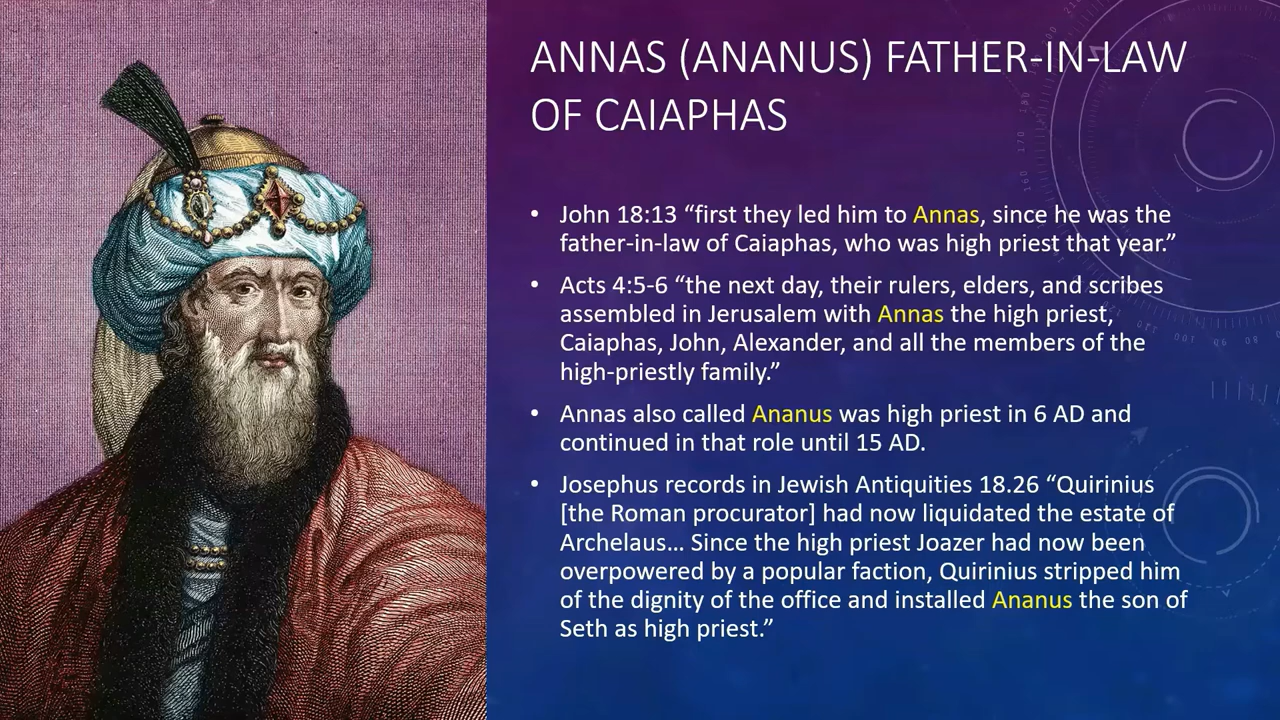 ANNAS (ANANUS) FATHER-IN-LAW
OF CAIAPHAS
• John 18:13 “first they led him to Annas, since he was the
father-in-law of Caiaphas, who was high priest that year.”
• Acts 4:5-6 “the next day, their rulers, elders, and scribes
assembled in Jerusalem with Annas the high priest,
Caiaphas, John, Alexander, and all the members of the
high-priestly family.”
• Annas also called Ananus was high priest in 6 AD and
continued in that role until 15 AD.
• Josephus records in Jewish Antiquities 18.26 “Quirinius
[the Roman procurator] had now liquidated the estate of
Archelaus… Since the high priest Joazer had now been
overpowered by a popular faction, Quirinius stripped him
of the dignity of the office and installed Ananus the son of
Seth as high priest.”